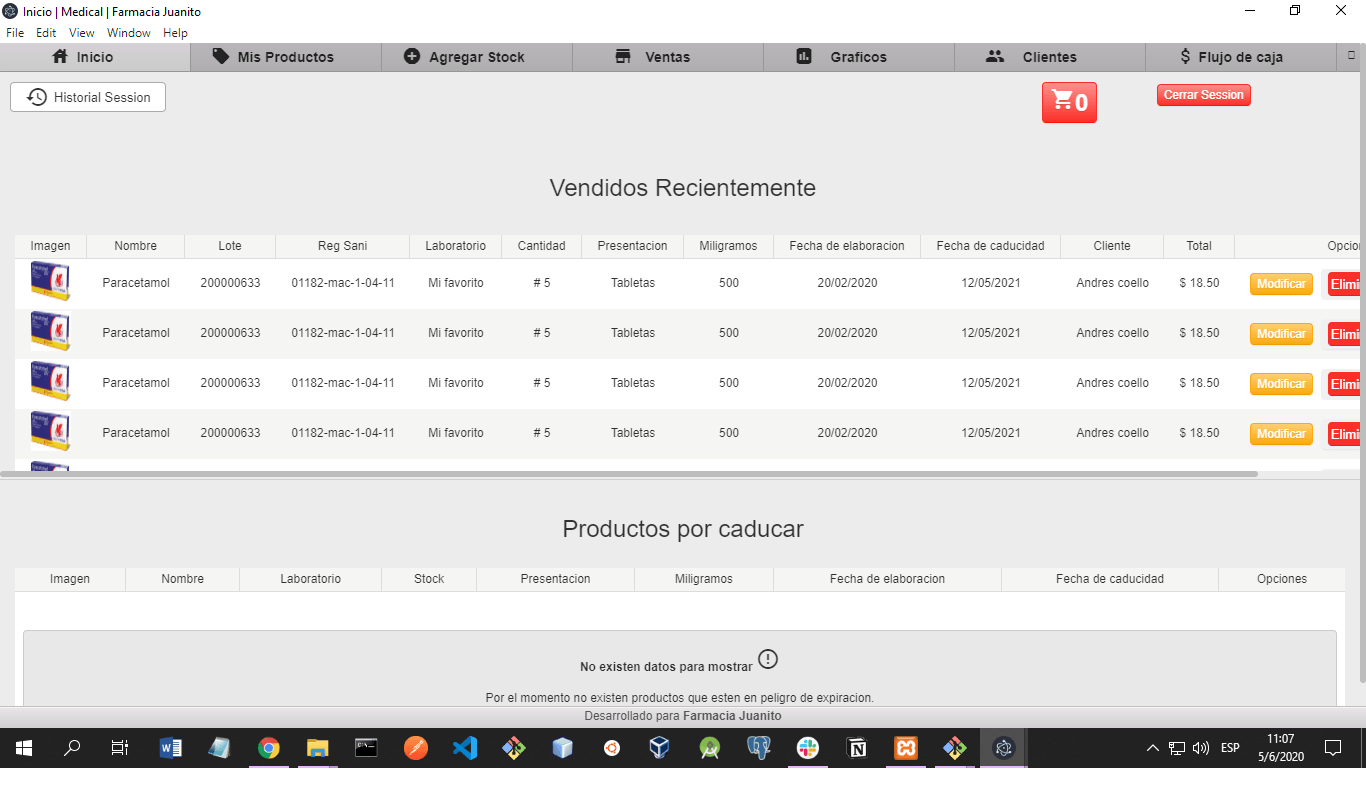 Inicio | Medical | Farmacia Juanito
File Edit View Window Help
Inicio Mis Productos Agregar Stock Ventas Graficos Clientes $ Flujo de caja
Historial Session 0 Cerrar Session
Vendidos Recientemente
Imagen Nombre Lote Reg Sani Laboratorio Cantidad Presentacion Miligramos Fecha de elaboracion Fecha de caducidad Cliente Total Opcion
Paracetamol 200000633 01182-mac-1-04-11 Mi favorito # 5 Tabletas 500 20/02/2020 12/05/2021 Andres coello $ 18.50 Modificar Elimi
Paracetamol 200000633 01182-mac-1-04-11 Mi favorito # 5 Tabletas 500 20/02/2020 12/05/2021 Andres coello $ 18.50 Modificar Elimi
Paracetamol 200000633 01182-mac-1-04-11 Mi favorito # 5 Tabletas 500 20/02/2020 12/05/2021 Andres coello $ 18.50 Modificar Elimi
Paracetamol 200000633 01182-mac-1-04-11 Mi favorito # 5 Tabletas 500 20/02/2020 12/05/2021 Andres coello $ 18.50 Modificar Elimi
Productos por caducar
Imagen Nombre Laboratorio Stock Presentacion Miligramos Fecha de elaboracion Fecha de caducidad Opciones
No existen datos para mostrar
Por el momento no existen productos que esten en peligro de expiracion.
Desarrollado para Farmacia Juanito
ESP 11:07
5/6/2020